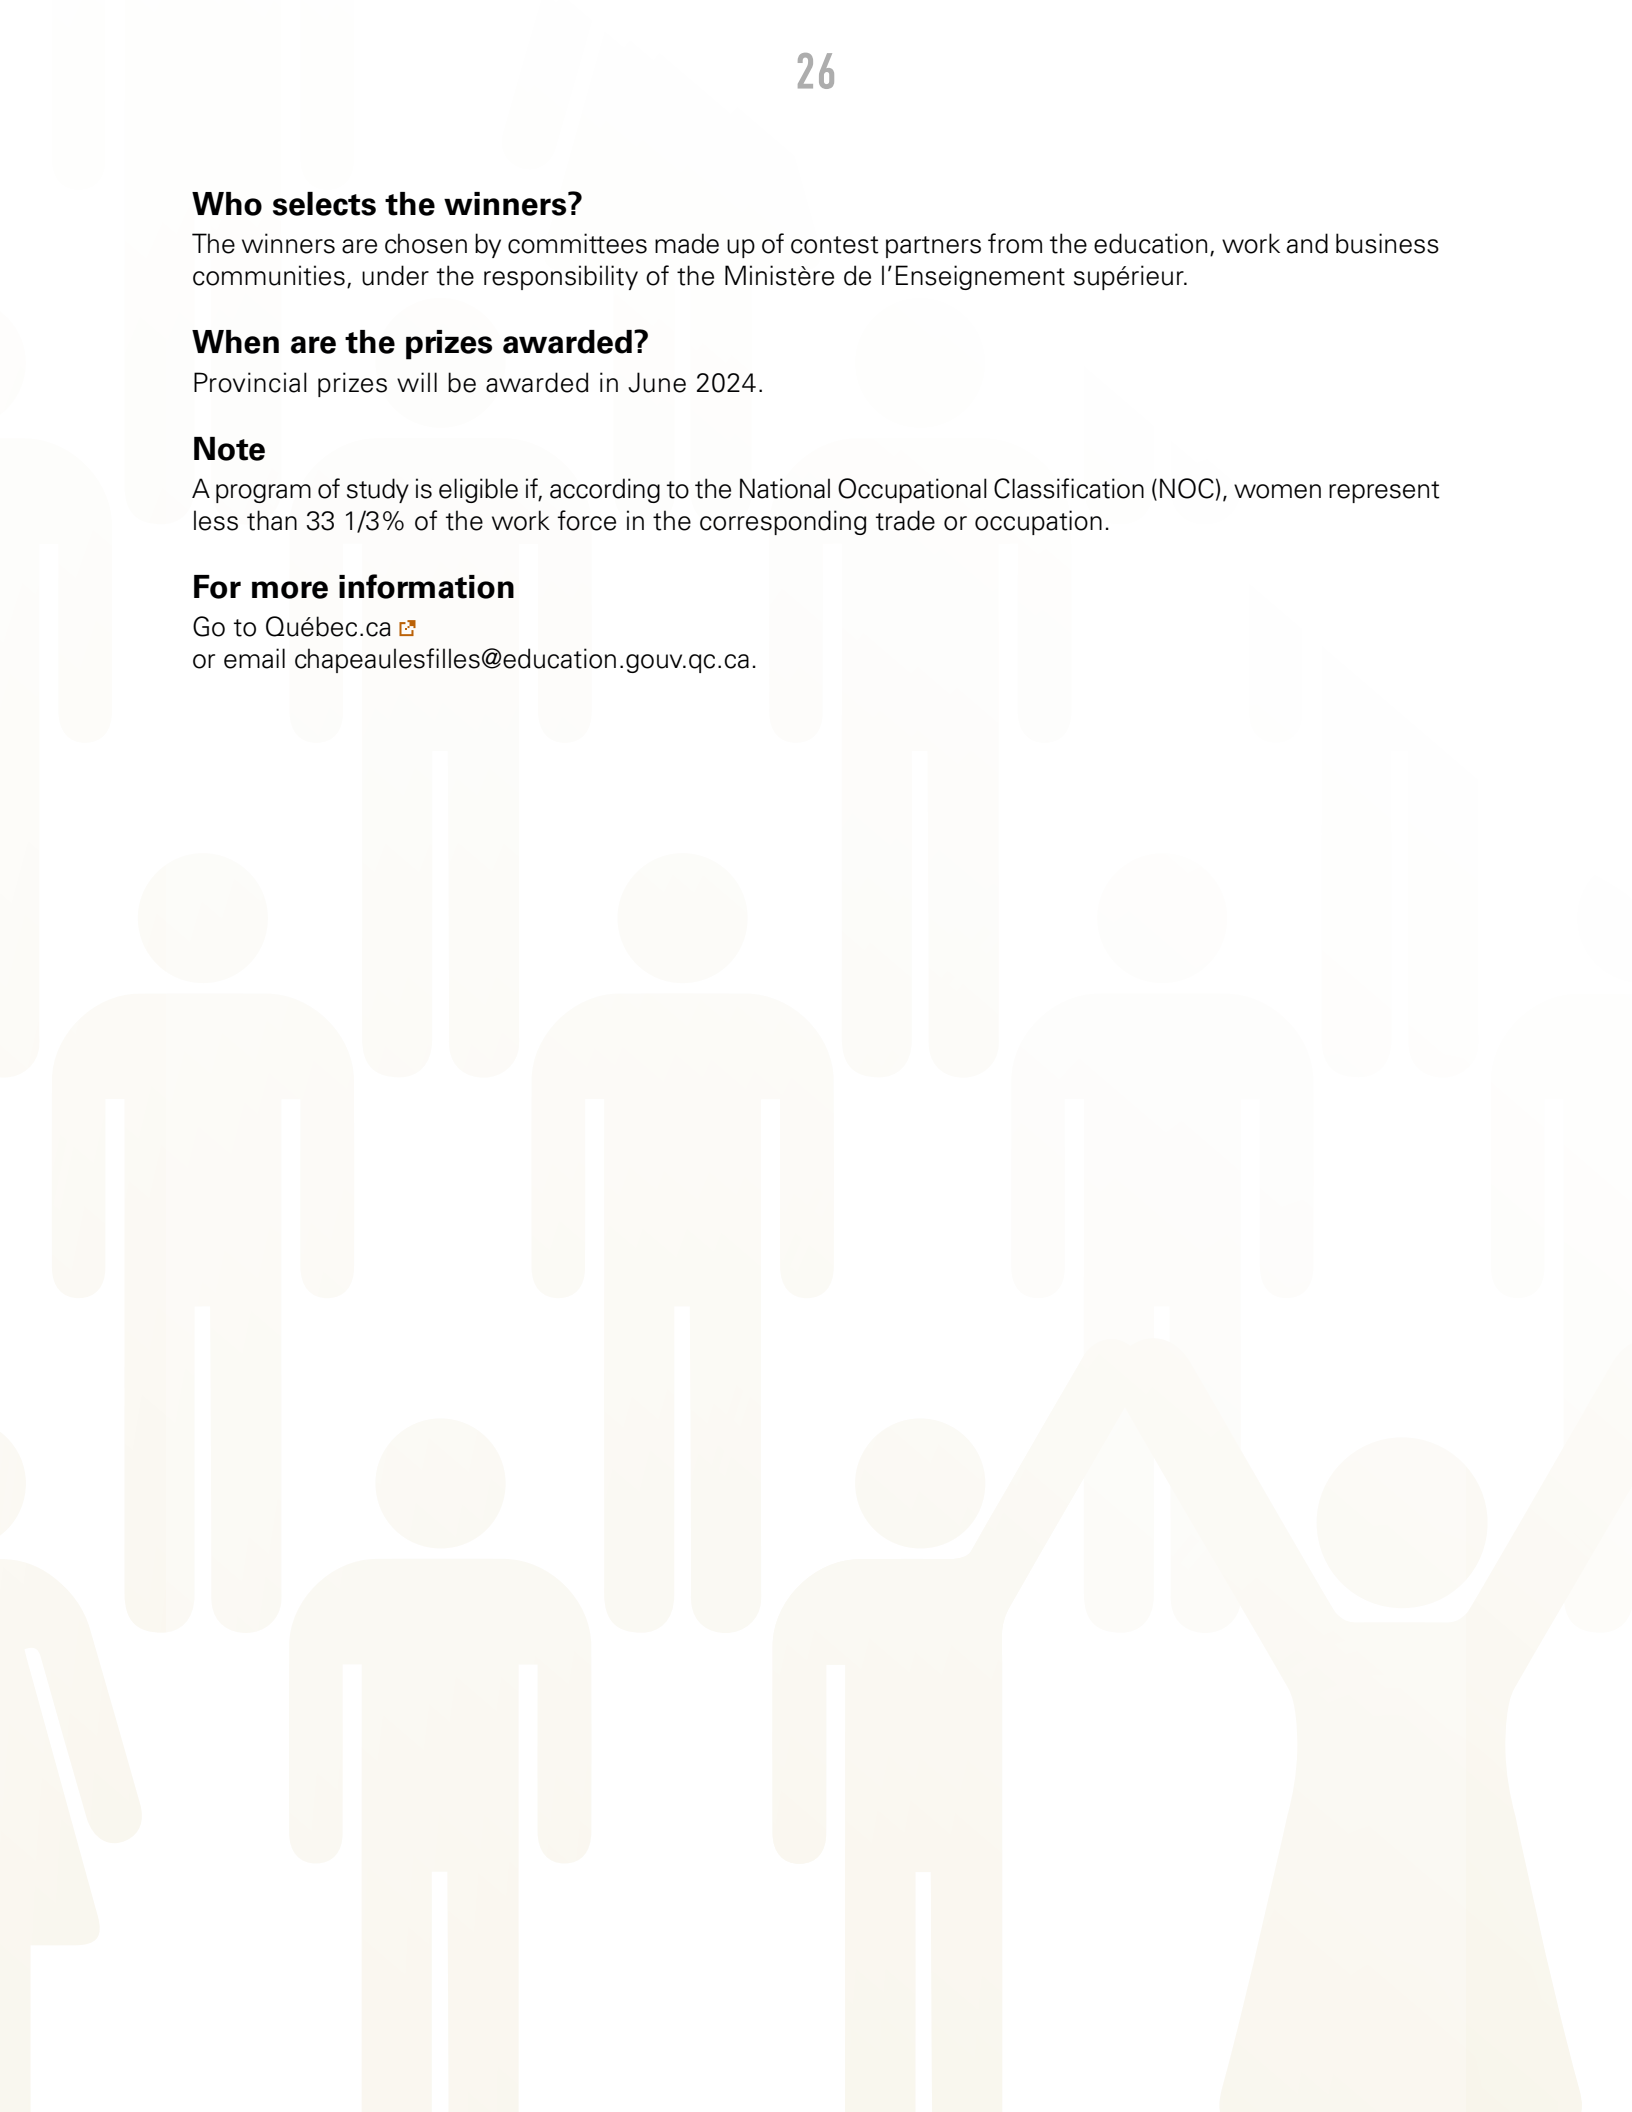 26
Who selects the winners?
The winners are chosen by committees made up of contest partners from the education, work and business
communities, under the responsibility of the Ministère de l’Enseignement supérieur.
When are the prizes awarded?
Provincial prizes will be awarded in June 2024.
Note
A program of study is eligible if, according to the National Occupational Classification (NOC), women represent
less than 33 1/3% of the work force in the corresponding trade or occupation.
For more information
Go to Québec.ca
or email chapeaulesfilles@education.gouv.qc.ca.